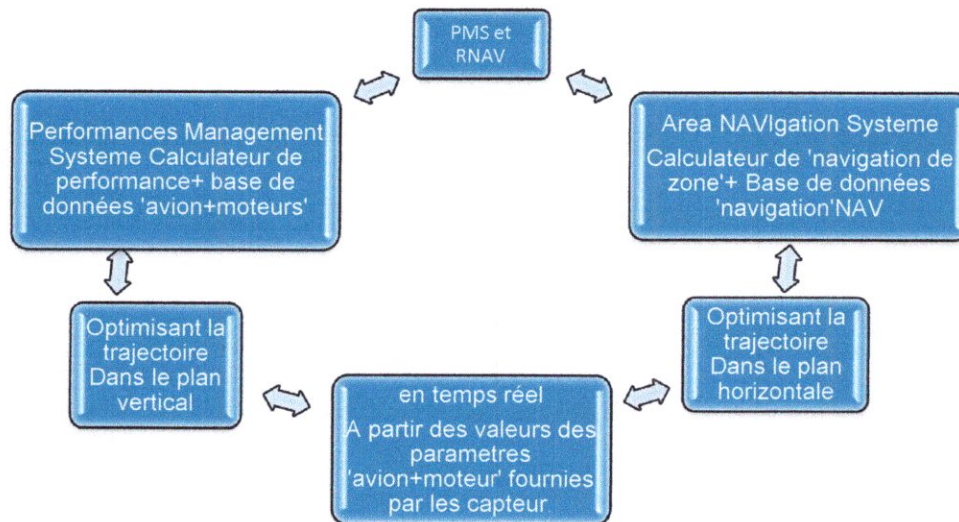 PMS et
RNAV
Performances Management
Systeme Calculateur de
performance+ base de
données 'avion+moteurs'
Area NAVIgation Systeme
Calculateur de 'navigation de
zone'+ Base de données
'navigation'NAV
Optimisant la
trajectoire
Dans le plan
vertical
Optimisant la
trajectoire
Dans le plan
horizontale
en temps réel
A partir des valeurs des
parametres
'avion+moteur' fournies
par les capteur.